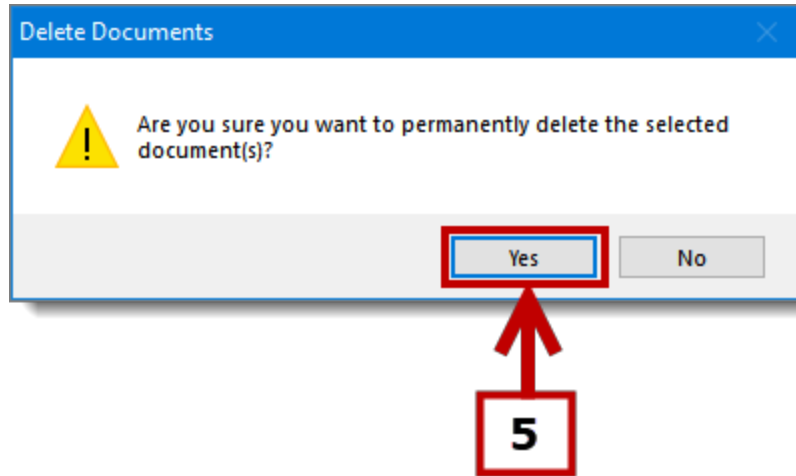 Delete Documents
Are you sure you want to permanently delete the selected
document(s)?
Yes
No
5